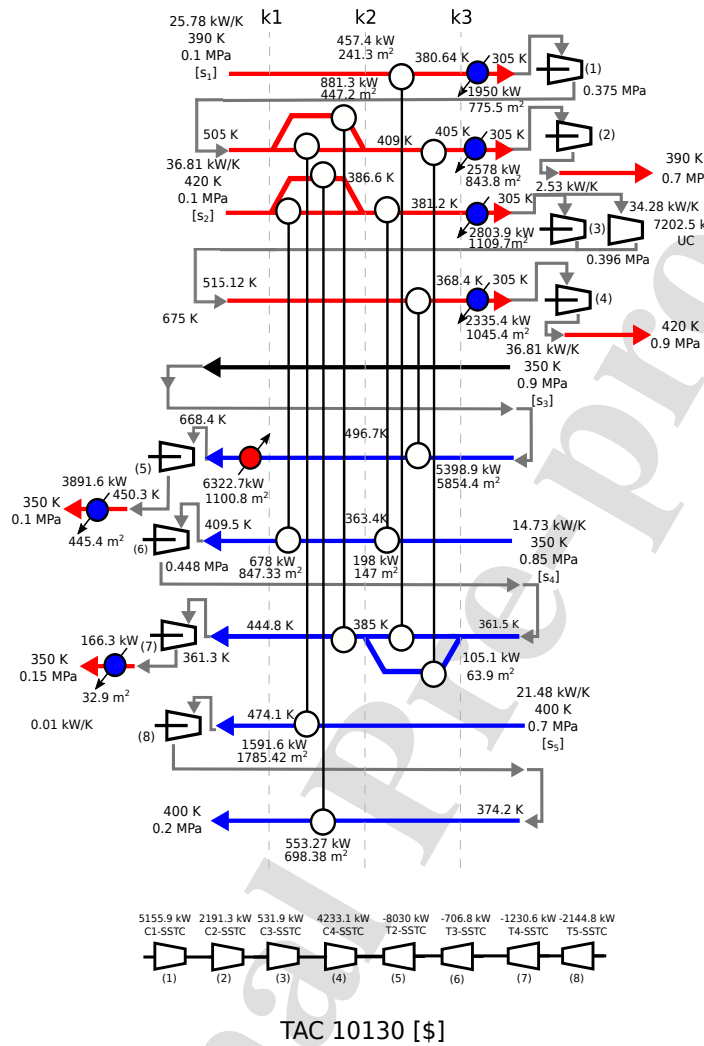 k1 k2 k3
25.78 kW/K
390 K
0.1 MPa
[s1]
457.4 kW
241.3 m2
380.64 K
305 K
(1)
1950 kW
775.5 m2
0.375 MPa
881.3 kW
447.2 m2
505 K
409 K
405 K
305 K
(2)
2578 kW
843.8 m2
390 K
0.7 MPa
36.81 kW/K
420 K
0.1 MPa
[s2]
386.6 K
381.2 K
305 K
2.53 kW/K
34.28 kW/K
(3)
7202.5 k
UC
2803.9 kW
1109.7m2
0.396 MPa
515.12 K
368.4 K
305 K
(4)
675 K
2335.4 kW
1045.4 m2
420 K
0.9 MPa
36.81 kW/K
350 K
0.9 MPa
[s3]
668.4 K
496.7K
(5)
6322.7kW
1100.8 m2
5398.9 kW
5854.4 m2
3891.6 kW
450.3 K
350 K
0.1 MPa
445.4 m2
409.5 K
363.4K
14.73 kW/K
350 K
0.85 MPa
[s4]
(6)
0.448 MPa
678 kW
847.33 m2
198 kW
147 m2
444.8 K
385 K
361.5 K
(7)
166.3 kW
361.3 K
350 K
0.15 MPa
32.9 m2
105.1 kW
63.9 m2
21.48 kW/K
400 K
0.7 MPa
[s5]
0.01 kW/K
474.1 K
(8)
1591.6 kW
1785.42 m2
400 K
0.2 MPa
374.2 K
553.27 kW
698.38 m2
5155.9 kW 2191.3 kW 531.9 kW 4233.1 kW -8030 kW -706.8 kW -1230.6 kW -2144.8 kW
C1-SSTC C2-SSTC C3-SSTC C4-SSTC T2-SSTC T3-SSTC T4-SSTC T5-SSTC
(1) (2) (3) (4) (5) (6) (7) (8)
TAC 10130 [$]
nal Pre-pro